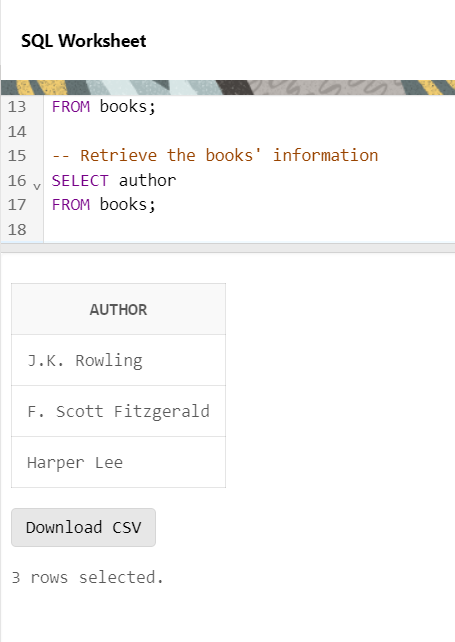 SQL Worksheet
13 FROM books;
14
15 -- Retrieve the books' information
16 SELECT author
17 FROM books;
18
AUTHOR
J.K. Rowling
F. Scott Fitzgerald
Harper Lee
Download CSV
3 rows selected.